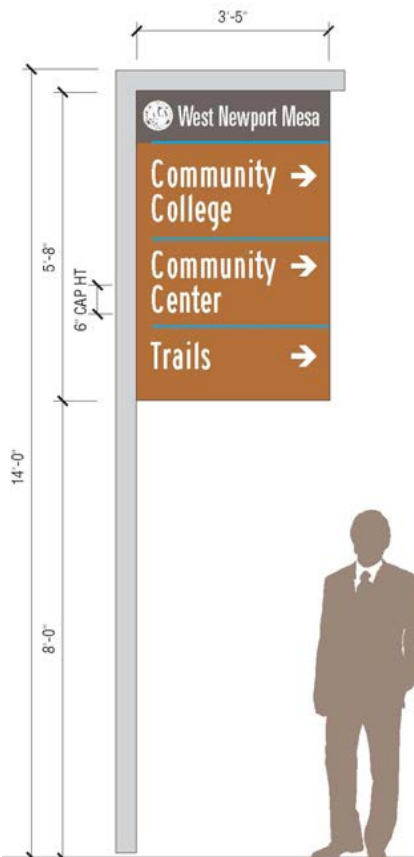 3'-5"
West Newport Mesa
Community
College
5'-8"
Community
Center
6" CAP HT
Trails
14'-0"
8'-0"